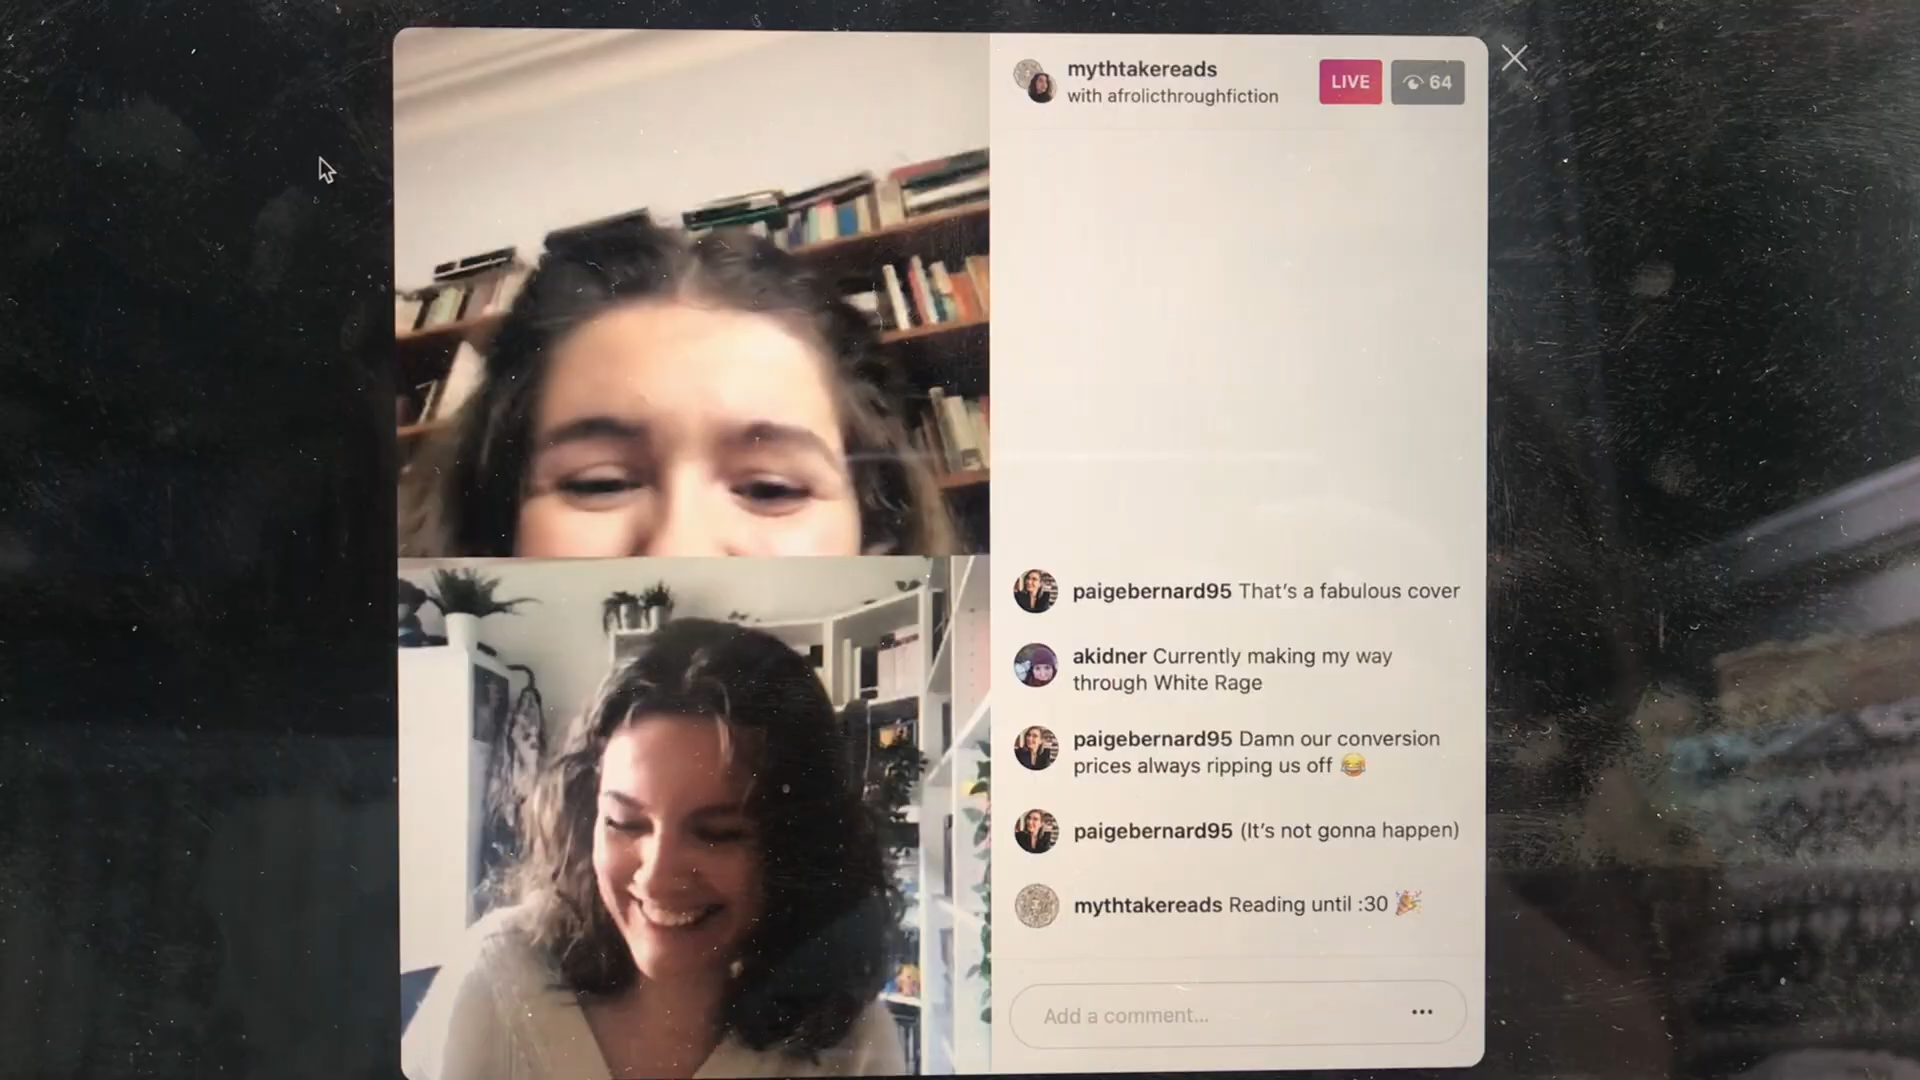 mythtakereads
with afrolicthroughfiction
LIVE
64
paigebernard95 That's a fabulous cover
akidner Currently making my way
through White Rage
paigebernard95 Damn our conversion
prices always ripping us off 😂
paigebernard95 (It's not gonna happen)
mythtakereads Reading until :30 🎉
Add a comment...